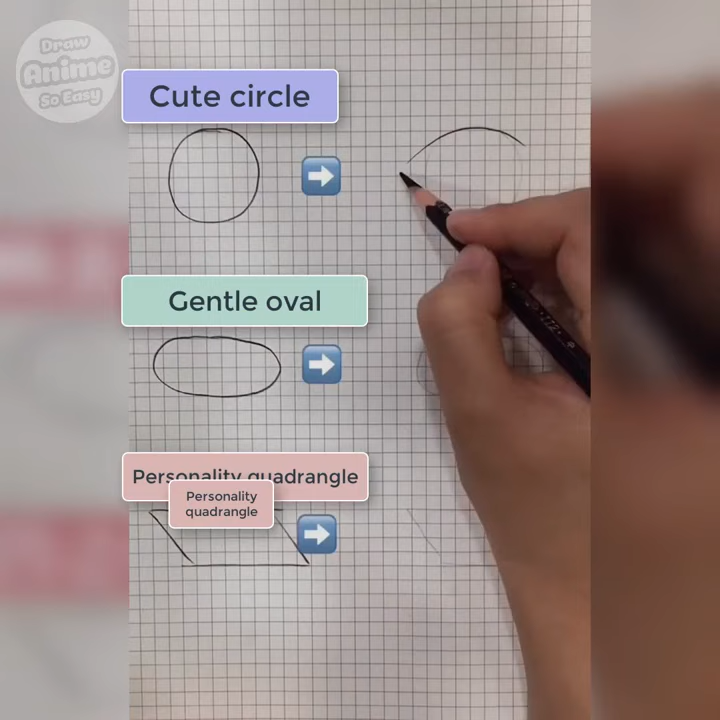 Draw
Anime
So Easy
Cute circle
Gentle oval
Personality quadrangle
Personality
quadrangle